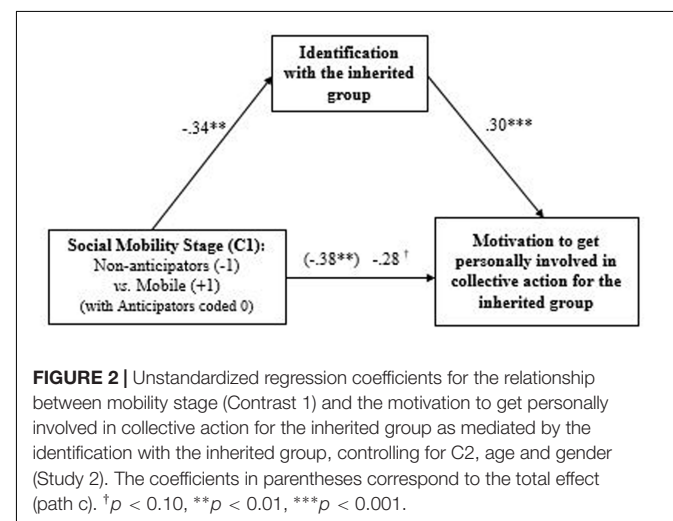 Identification
with the inherited
group
-.34**
.30***
Social Mobility Stage (C1):
Non-anticipators (-1)
vs. Mobile (+1)
(with Anticipators coded 0)
(-.38**) -.28 †
Motivation to get
personally involved in
collective action for the
inherited group
FIGURE 2 | Unstandardized regression coefficients for the relationship
between mobility stage (Contrast 1) and the motivation to get personally
involved in collective action for the inherited group as mediated by the
identification with the inherited group, controlling for C2, age and gender
(Study 2). The coefficients in parentheses correspond to the total effect
(path c). †p < 0.10, **p < 0.01, ***p < 0.001.